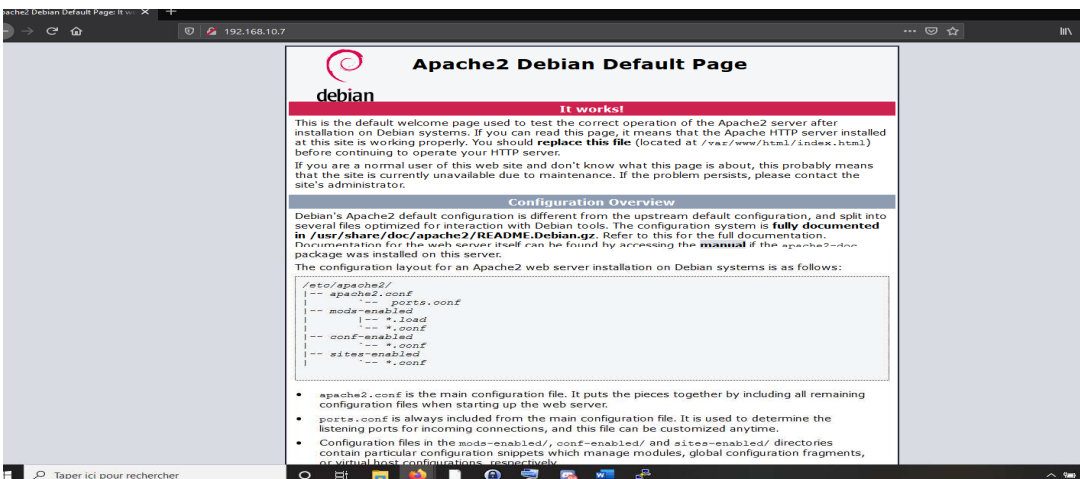 pache2 Debian Default Page: It w
192.168.10.7
debian
Apache2 Debian Default Page
It works!
This is the default welcome page used to test the correct operation of the Apache2 server after
installation on Debian systems. If you can read this page, it means that the Apache HTTP server installed
at this site is working properly. You should replace this file (located at /var/www/html/index.html)
before continuing to operate your HTTP server.
If you are a normal user of this web site and don't know what this page is about, this probably means
that the site is currently unavailable due to maintenance. If the problem persists, please contact the
site's administrator.
Configuration Overview
Debian's Apache2 default configuration is different from the upstream default configuration, and split into
several files optimized for interaction with Debian tools. The configuration system is fully documented
in /usr/share/doc/apache2/README.Debian.gz. Refer to this for the full documentation.
Documentation for the web server itself can be found by accessing the manual if the apache2-doc
package was installed on this server.
The configuration layout for an Apache2 web server installation on Debian systems is as follows:
/etc/apache2/
|-- apache2.conf
|       `--  ports.conf
|-- mods-enabled
|       |-- *.load
|       `-- *.conf
|-- conf-enabled
|       `-- *.conf
|-- sites-enabled
|       `-- *.conf
• apache2.conf is the main configuration file. It puts the pieces together by including all remaining
configuration files when starting up the web server.
• ports.conf is always included from the main configuration file. It is used to determine the
listening ports for incoming connections, and this file can be customized anytime.
• Configuration files in the mods-enabled/, conf-enabled/ and sites-enabled/ directories
contain particular configuration snippets which manage modules, global configuration fragments,
or virtual host configurations, respectively.
Taper ici pour rechercher